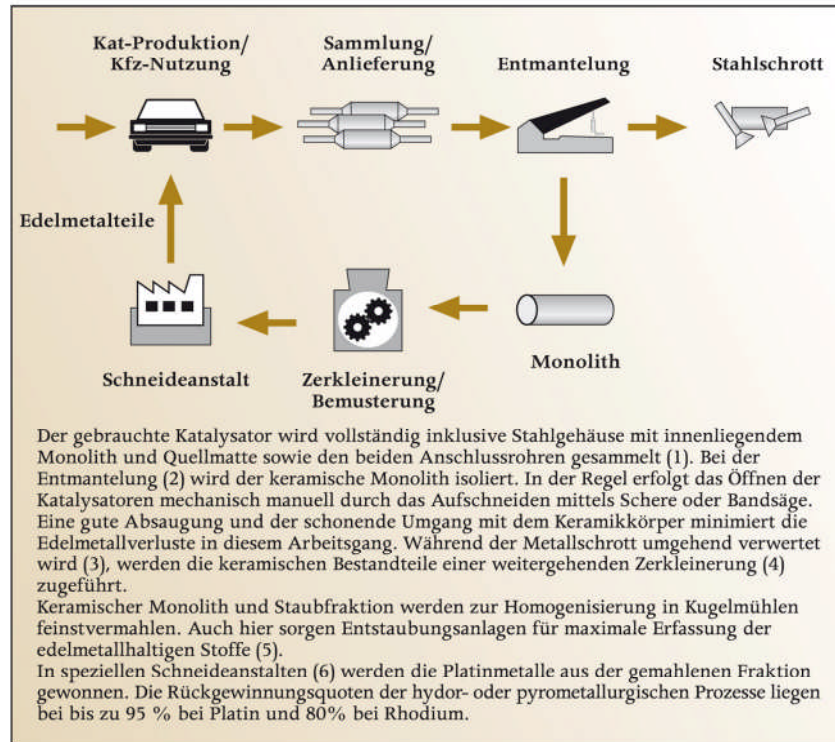 Kat-Produktion/
Kfz-Nutzung
Sammlung/
Anlieferung
Entmantelung
Stahlschrott
Edelmetalteile
Schneideanstalt
Zerkleinerung/
Bemusterung
Monolith
Der gebrauchte Katalysator wird vollständig inklusive Stahlgehäuse mit innenliegendem
Monolith und Quellmatte sowie den beiden Anschlussrohren gesammelt (1). Bei der
Entmantelung (2) wird der keramische Monolith isoliert. In der Regel erfolgt das Öffnen der
Katalysatoren mechanisch manuell durch das Aufschneiden mittels Schere oder Bandsäge.
Eine gute Absaugung und der schonende Umgang mit dem Keramikkörper minimiert die
Edelmetallverluste in diesem Arbeitsgang. Während der Metallschrott umgehend verwertet
wird (3), werden die keramischen Bestandteile einer weitergehenden Zerkleinerung (4)
zugeführt.
Keramischer Monolith und Staubfraktion werden zur Homogenisierung in Kugelmühlen
feinstvermahlen. Auch hier sorgen Entstaubungsanlagen für maximale Erfassung der
edelmetallhaltigen Stoffe (5).
In speziellen Schneideanstalten (6) werden die Platinmetalle aus der gemahlenen Fraktion
gewonnen. Die Rückgewinnungsquoten der hydor- oder pyrometallurgischen Prozesse liegen
bei bis zu 95 % bei Platin und 80% bei Rhodium.